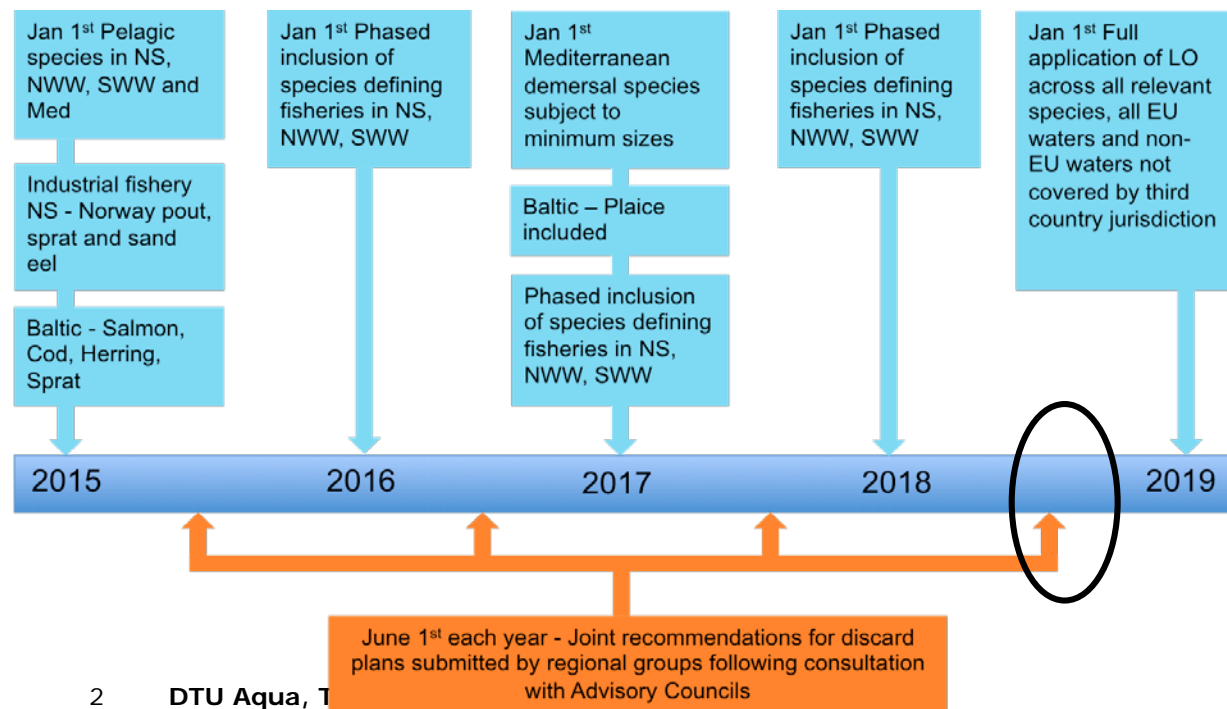 Jan 1st Pelagic
species in NS,
NWW, SWW and
Med
Industrial fishery
NS - Norway pout,
sprat and sand
eel
Baltic - Salmon,
Cod, Herring,
Sprat
Jan 1st Phased
inclusion of
species defining
fisheries in NS,
NWW, SWW
Jan 1st
Mediterranean
demersal species
subject to
minimum sizes
Baltic – Plaice
included
Phased inclusion
of species defining
fisheries in NS,
NWW, SWW
Jan 1st Phased
inclusion of
species defining
fisheries in NS,
NWW, SWW
Jan 1st Full
application of LO
across all relevant
species, all EU
waters and non-
EU waters not
covered by third
country jurisdiction
2015 2016 2017 2018 2019
June 1st each year - Joint recommendations for discard
plans submitted by regional groups following consultation
with Advisory Councils
2 DTU Aqua,